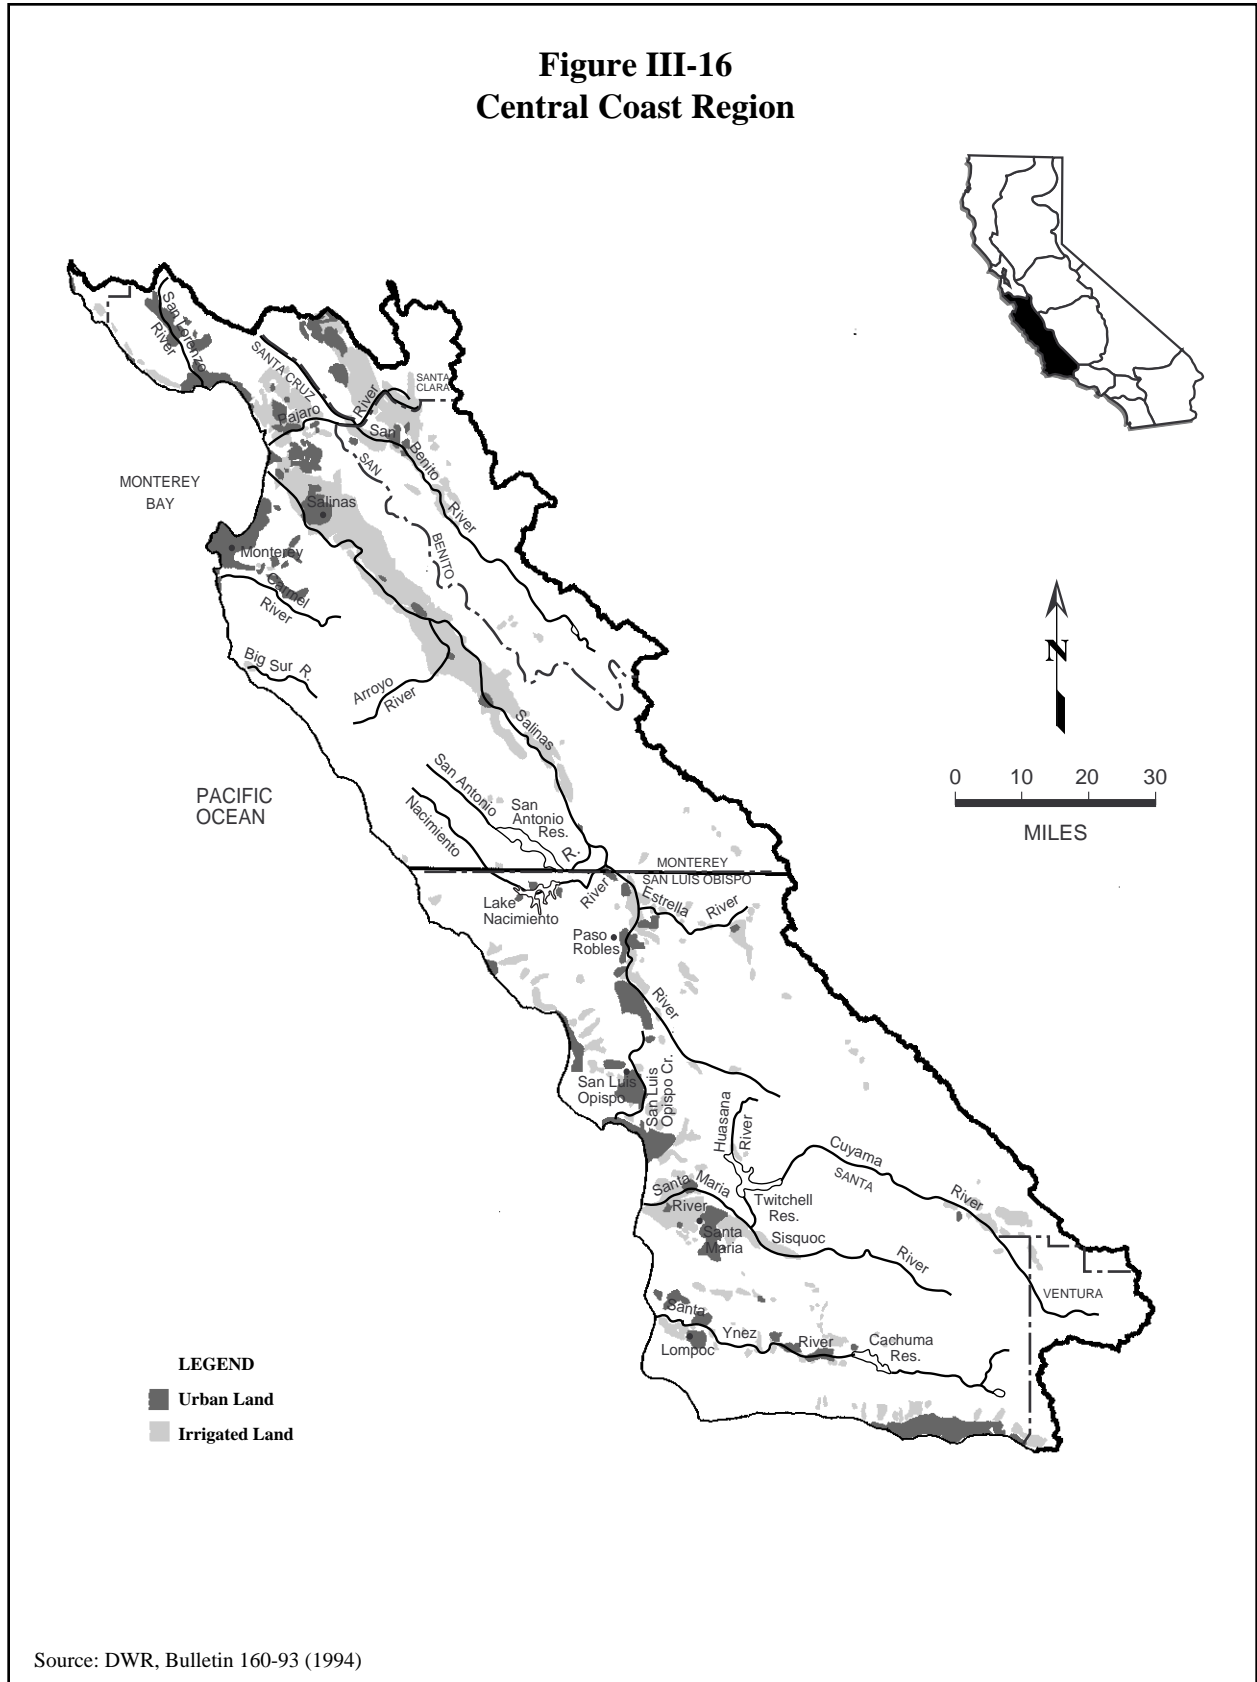 Figure III-16
Central Coast Region
San Lorenzo
River
SANTA CRUZ
SANTA
CLARA
Pajaro
River
San
Benito
River
SAN
BENITO
MONTEREY
BAY
Salinas
Monterey
Carmel
River
Big Sur R.
Arroyo
River
Salinas
N
0 10 20 30
MILES
PACIFIC
OCEAN
San Antonio
Nacimiento
San
Antonio
Res.
R.
MONTEREY
SAN LUIS OBISPO
Lake
Nacimiento
River
Estrella
River
Paso
Robles
River
San Luis
Opispo
San Luis
Opispo Cr.
Huasana
River
Cuyama
SANTA
River
Santa Maria
River
Twitchell
Res.
Santa
Maria
Sisquoc
River
VENTURA
Santa
Ynez
River
Lompoc
Cachuma
Res.
LEGEND
Urban Land
Irrigated Land
Source: DWR, Bulletin 160-93 (1994)